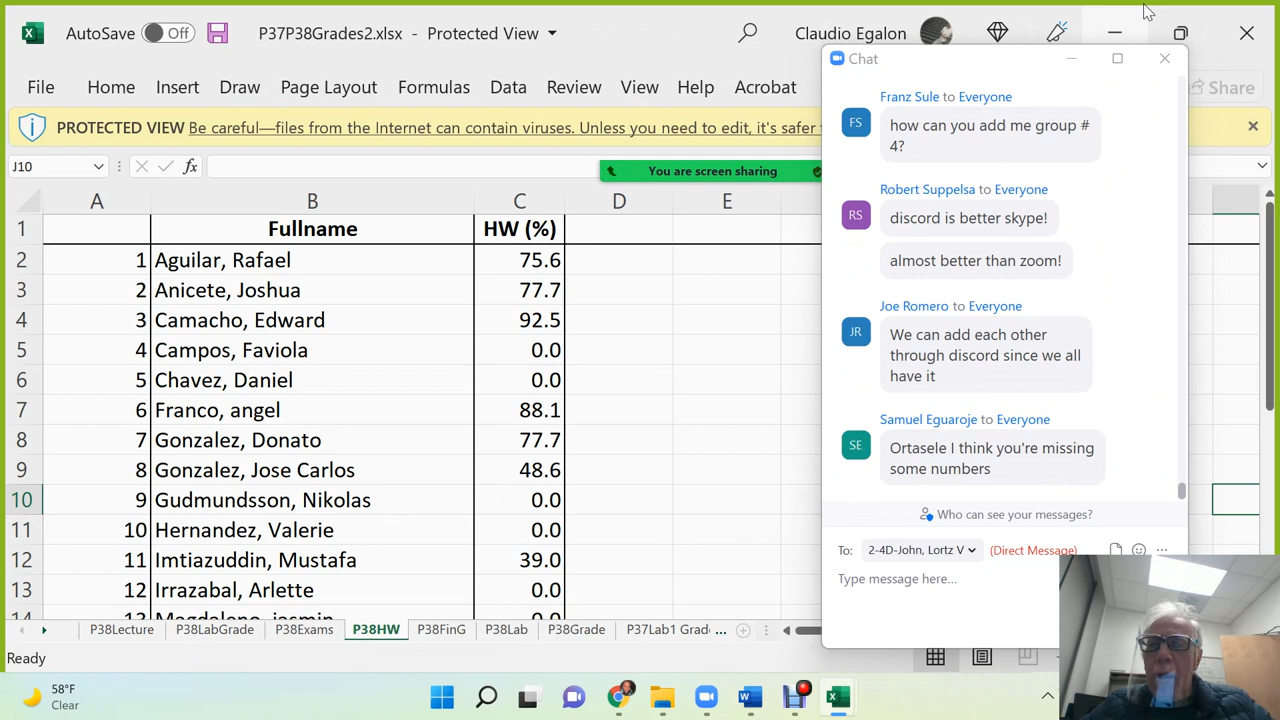 AutoSave Off P37P38Grades2.xlsx - Protected View Claudio Egalon
File Home Insert Draw Page Layout Formulas Data Review View Help Acrobat Share
PROTECTED VIEW Be careful—files from the Internet can contain viruses. Unless you need to edit, it's safer
J10 fx
You are screen sharing
A B C D E
1 Fullname HW (%)
2 1 Aguilar, Rafael 75.6
3 2 Anicete, Joshua 77.7
4 3 Camacho, Edward 92.5
5 4 Campos, Faviola 0.0
6 5 Chavez, Daniel 0.0
7 6 Franco, angel 88.1
8 7 Gonzalez, Donato 77.7
9 8 Gonzalez, Jose Carlos 48.6
10 9 Gudmundsson, Nikolas 0.0
11 10 Hernandez, Valerie 0.0
12 11 Imtiazuddin, Mustafa 39.0
13 12 Irrazabal, Arlette 0.0
14 13 Magdaleno, jasmin 0.0
P38Lecture P38LabGrade P38Exams P38HW P38FinG P38Lab P38Grade P37Lab1 Grad ...
Ready
58°F
Clear
Chat
Franz Sule to Everyone
FS
how can you add me group #
4?
Robert Suppelsa to Everyone
RS
discord is better skype!
almost better than zoom!
Joe Romero to Everyone
JR
We can add each other
through discord since we all
have it
Samuel Eguaroje to Everyone
SE
Ortasele I think you're missing
some numbers
Who can see your messages?
To: 2-4D-John, Lortz V (Direct Message)
Type message here...